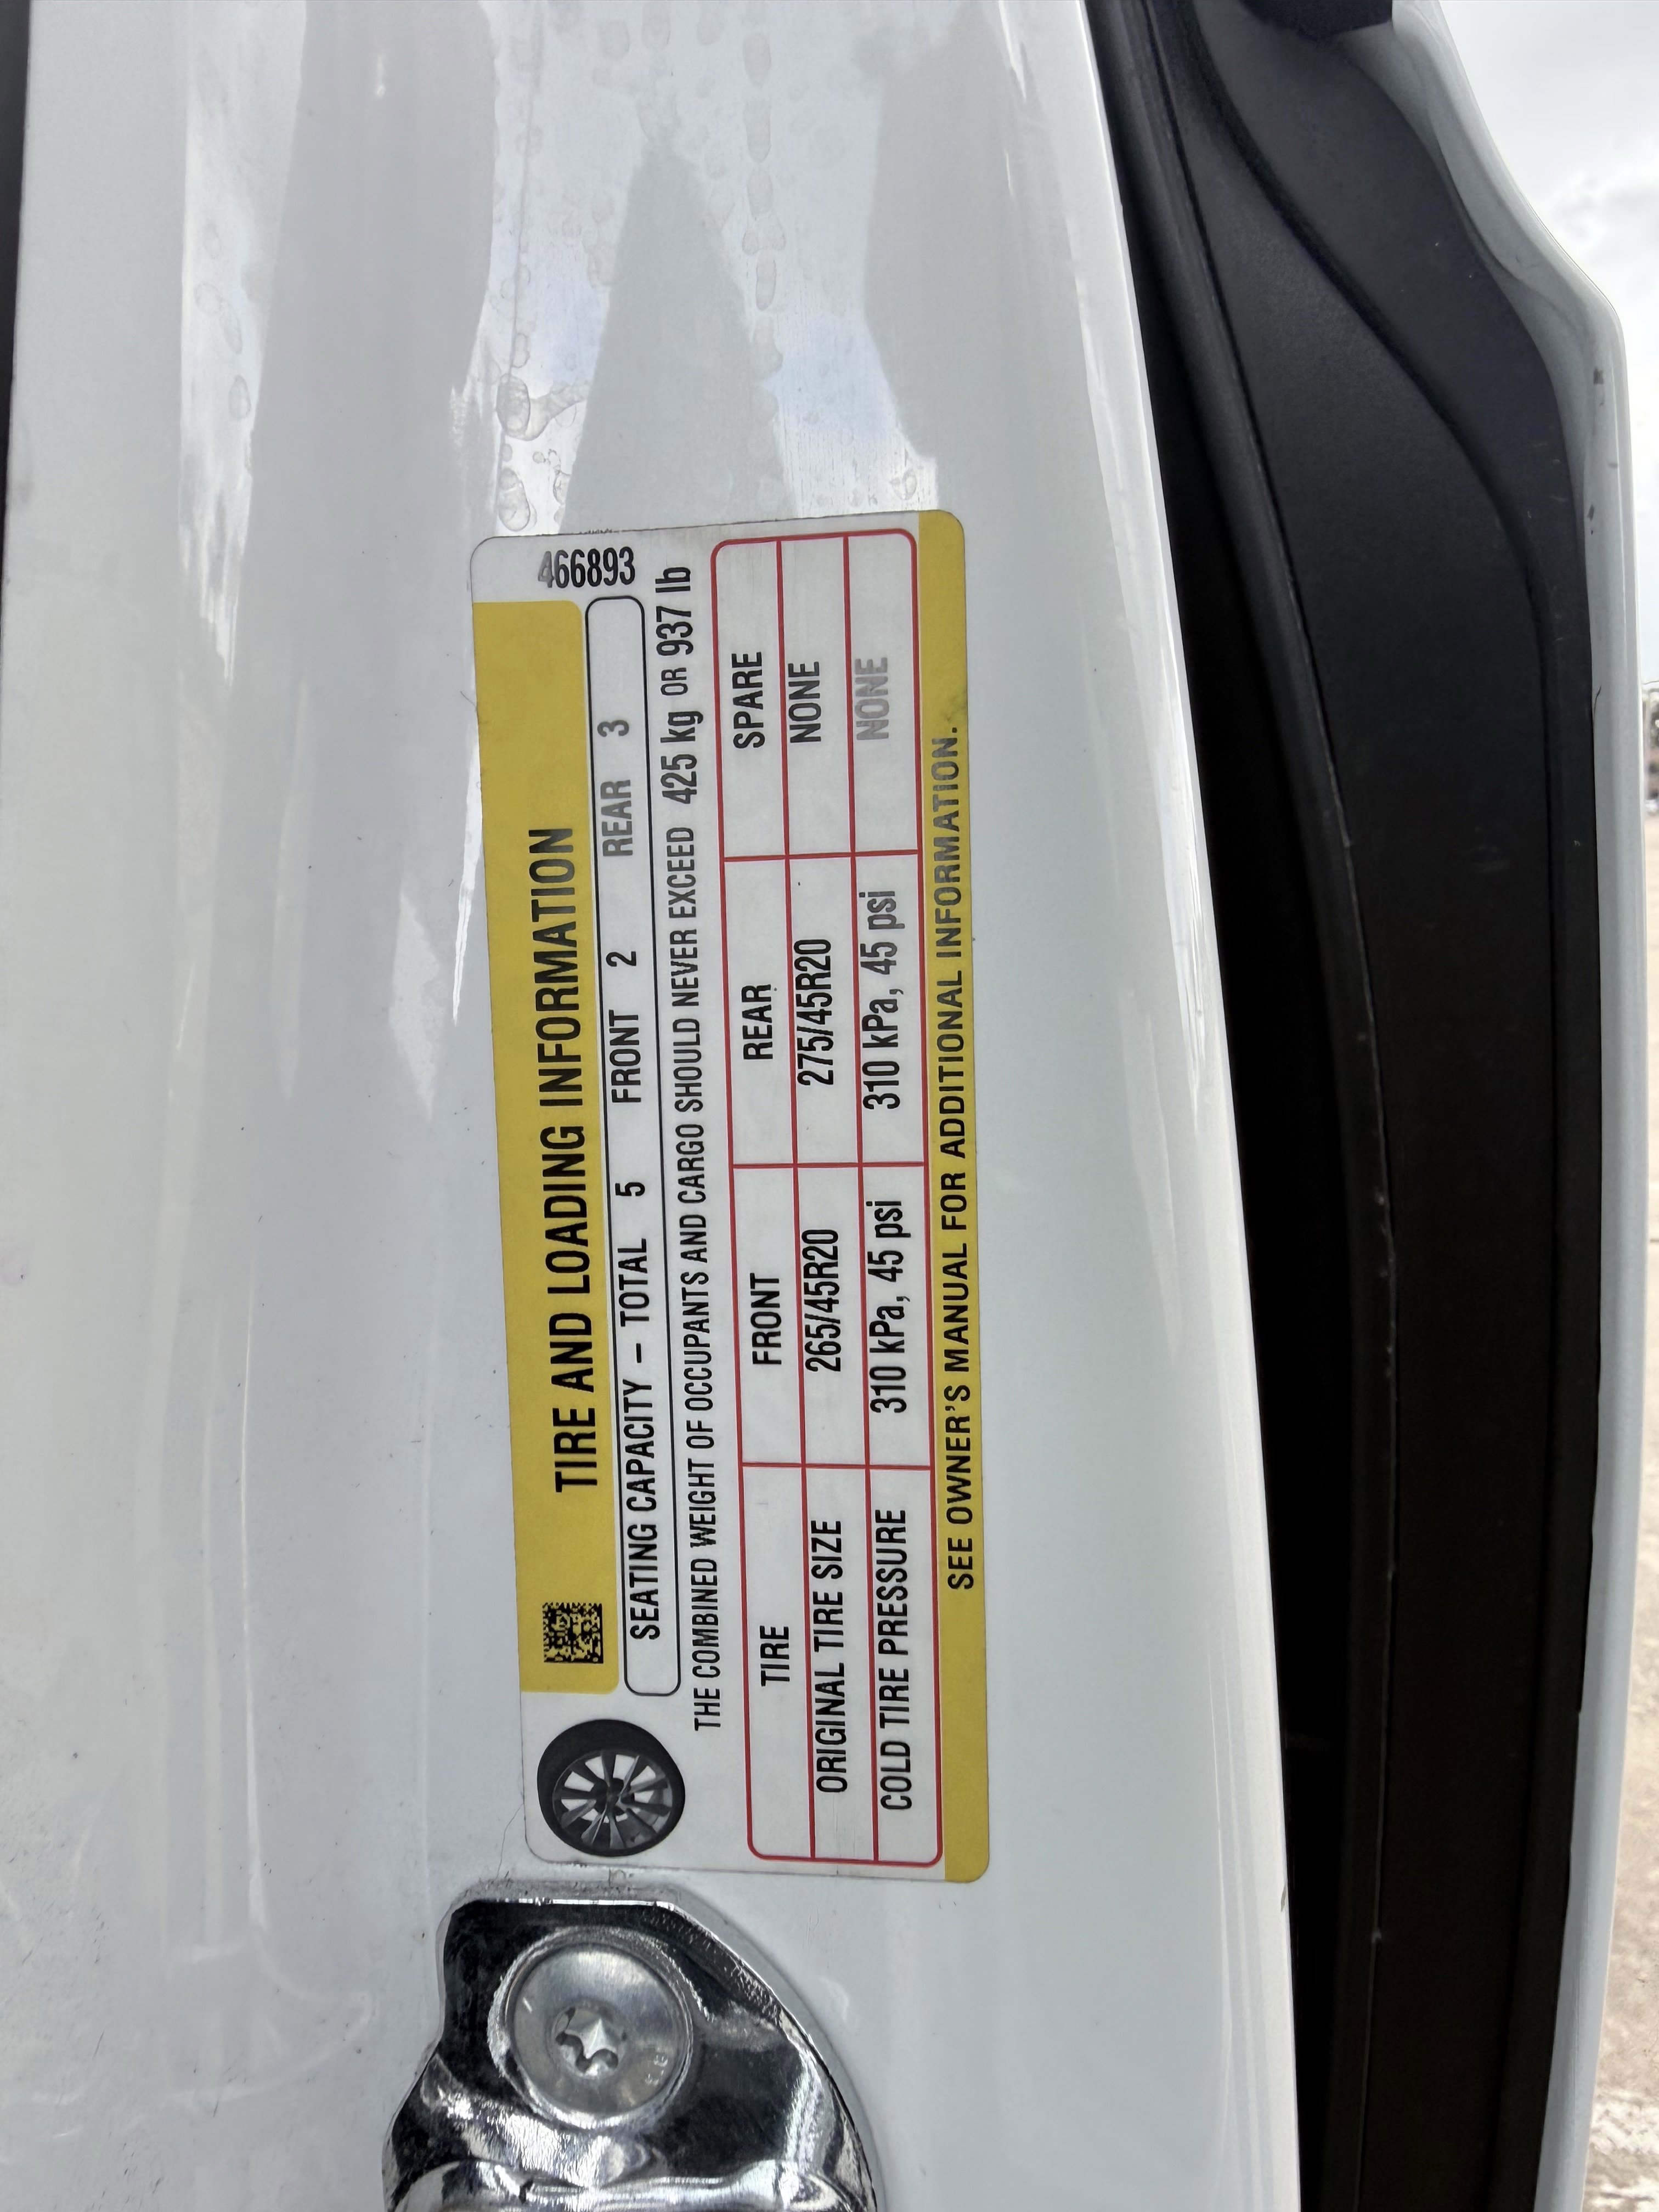 466893
TIRE AND LOADING INFORMATION
SEATING CAPACITY – TOTAL 5 FRONT 2 REAR 3
THE COMBINED WEIGHT OF OCCUPANTS AND CARGO SHOULD NEVER EXCEED 425 kg OR 937 lb
TIRE FRONT REAR SPARE
ORIGINAL TIRE SIZE 265/45R20 275/45R20 NONE
COLD TIRE PRESSURE 310 kPa, 45 psi 310 kPa, 45 psi NONE
SEE OWNER'S MANUAL FOR ADDITIONAL INFORMATION.